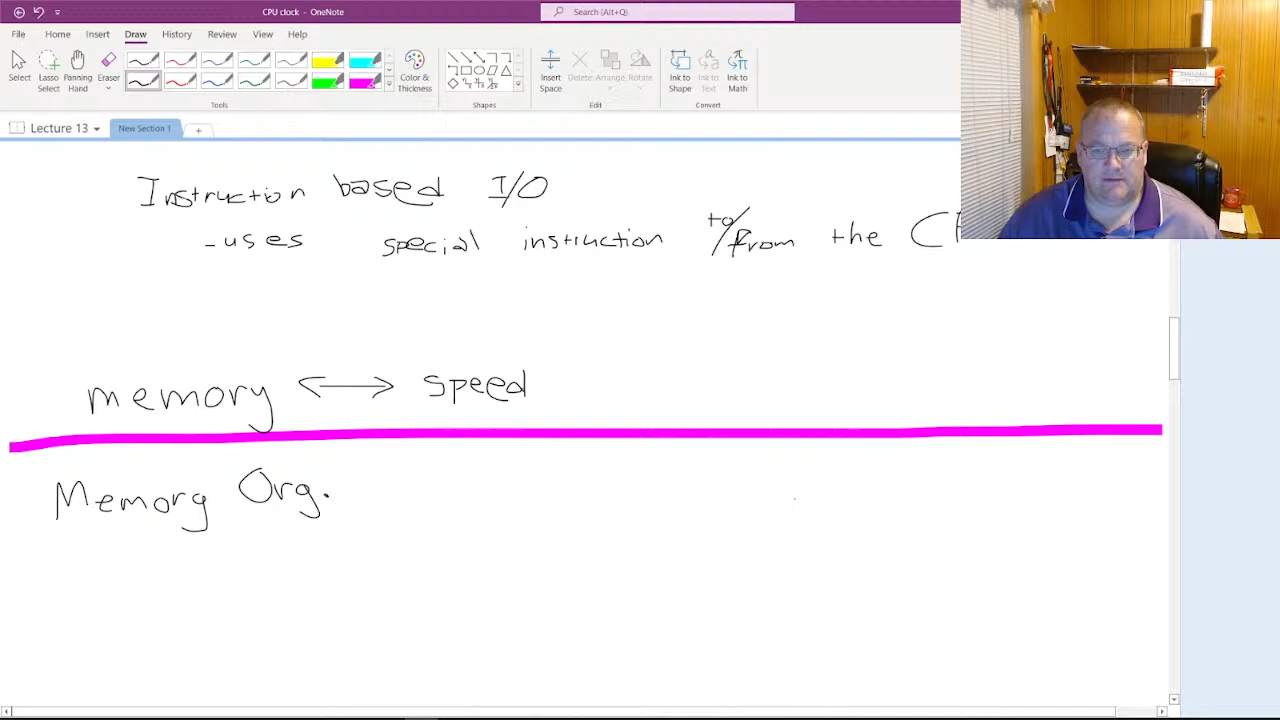 CPU clock - OneNote
Search (Alt+Q)
File Home Insert Draw History Review View Help
Select
Lasso Select
Panning Hand
Eraser
Tools
Color & Thickness
Shapes
Insert Space
Delete
Arrange
Rotate
Edit
Ink to Shape
Ink to Text
Ink to Math
Convert
Lecture 13
New Section 1
+
Instruction based I/O
-uses special instruction to/from the
memory ↔ speed
Memory Org.